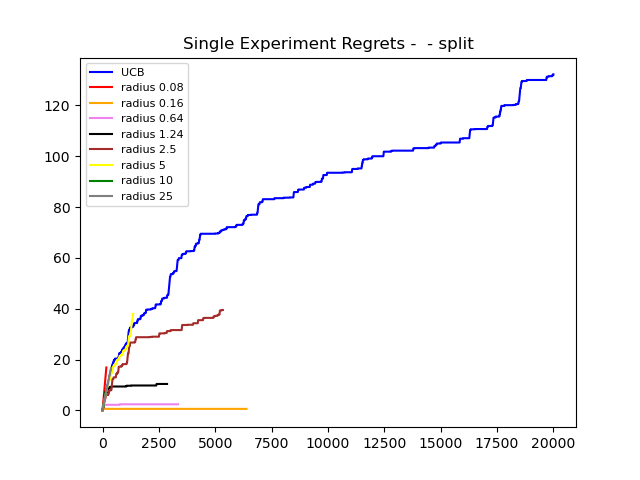 Single Experiment Regrets -  - split
UCB
radius 0.08
radius 0.16
radius 0.64
radius 1.24
radius 2.5
radius 5
radius 10
radius 25
120
100
80
60
40
20
0
0 2500 5000 7500 10000 12500 15000 17500 20000